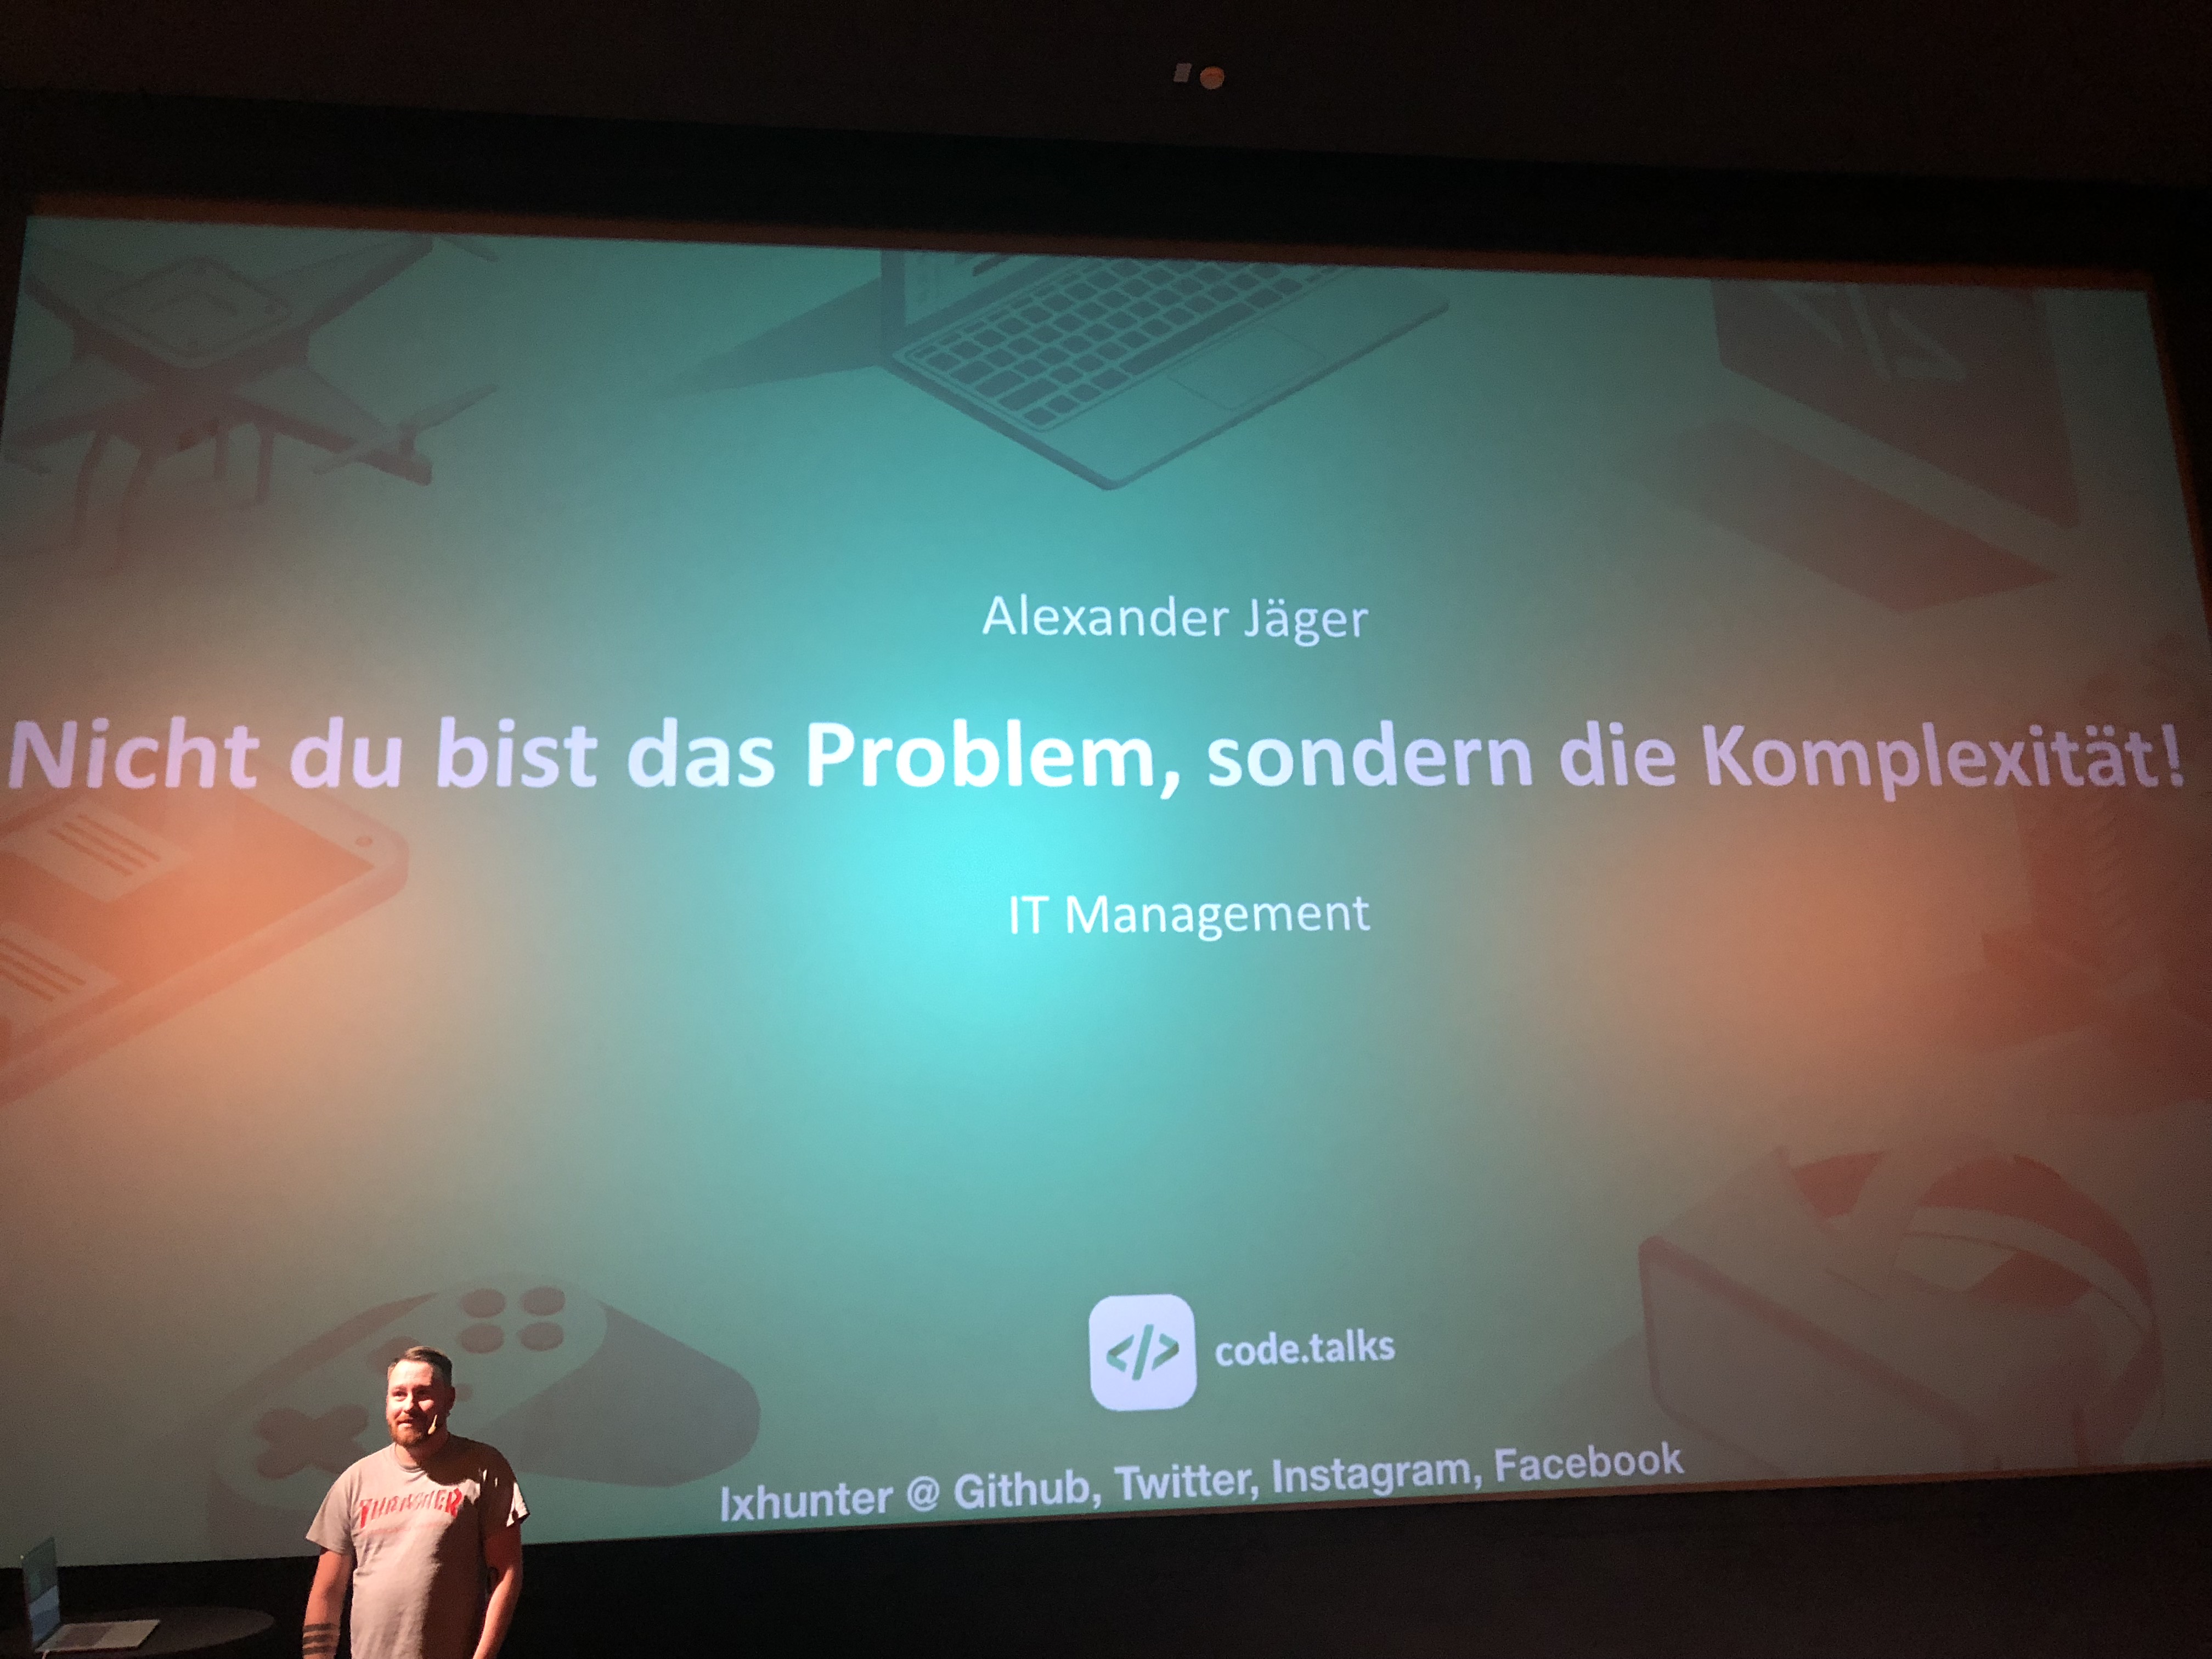 Alexander Jäger
Nicht du bist das Problem, sondern die Komplexität!
IT Management
</> code.talks
lxhunter @ Github, Twitter, Instagram, Facebook
THRASHER